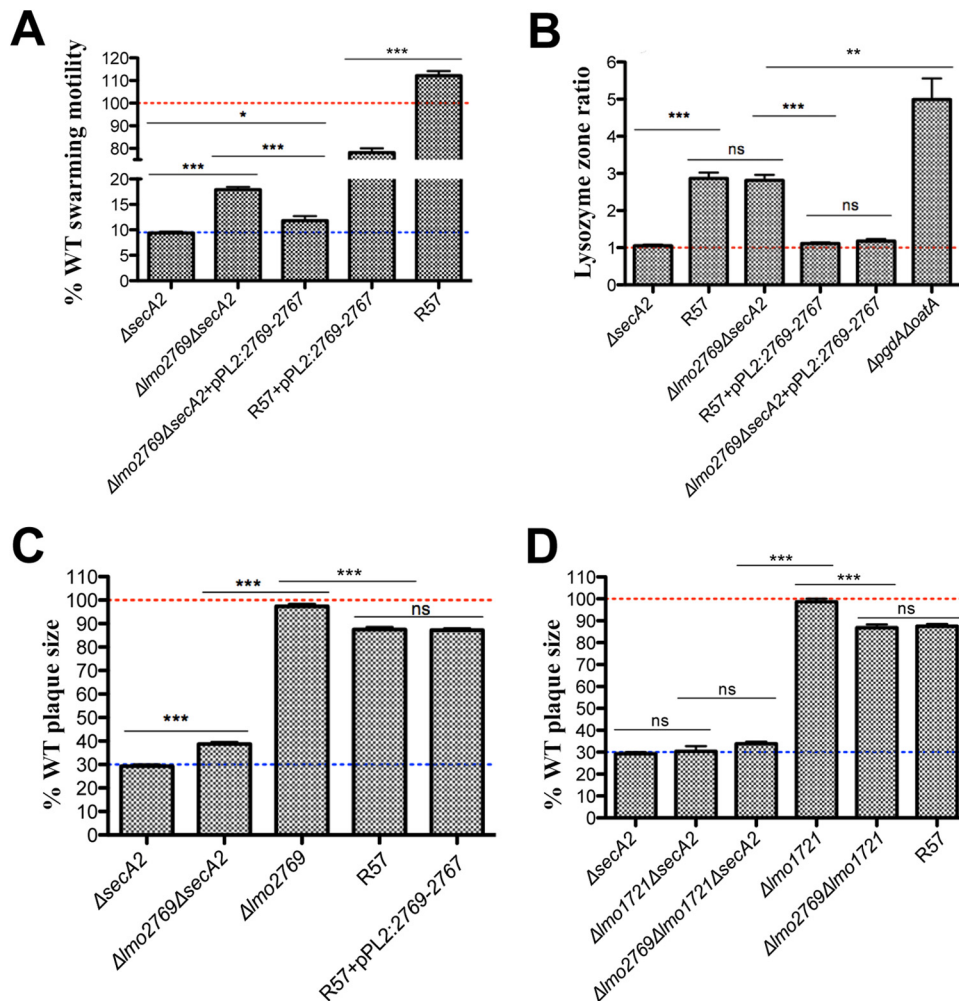 A
% WT swarming motility
120
110
100
90
80
70
20
15
10
5
0
***
*
***
***
ΔsecA2
Δlmo2769ΔsecA2
Δlmo2769ΔsecA2+pPL2:2769-2767
R57+pPL2:2769-2767
R57
B
Lysozyme zone ratio
6
5
4
3
2
1
0
**
***
***
ns
ns
ΔsecA2
R57
Δlmo2769ΔsecA2
R57+pPL2:2769-2767
Δlmo2769ΔsecA2+pPL2:2769-2767
ΔpgdAΔoatA
C
% WT plaque size
110
100
90
80
70
60
50
40
30
20
10
0
***
***
ns
***
ΔsecA2
Δlmo2769ΔsecA2
Δlmo2769
R57
R57+pPL2:2769-2767
D
% WT plaque size
110
100
90
80
70
60
50
40
30
20
10
0
***
***
ns
ns
ns
ΔsecA2
Δlmo1721ΔsecA2
Δlmo2769Δlmo1721ΔsecA2
Δlmo1721
Δlmo2769Δlmo1721
R57